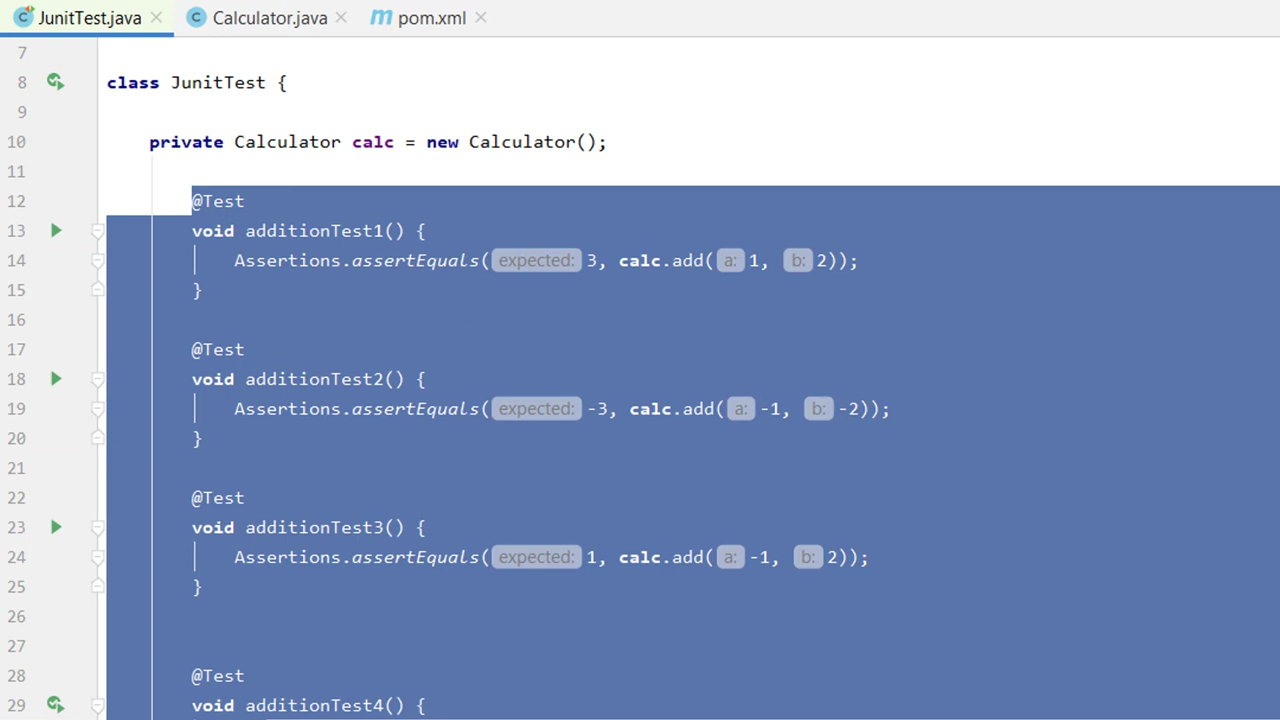 JunitTest.java Calculator.java pom.xml
7
8 class JunitTest {
9
10 private Calculator calc = new Calculator();
11
12 @Test
13 void additionTest1() {
14 Assertions.assertEquals( expected: 3, calc.add( a: 1, b: 2));
15 }
16
17 @Test
18 void additionTest2() {
19 Assertions.assertEquals( expected: -3, calc.add( a: -1, b: -2));
20 }
21
22 @Test
23 void additionTest3() {
24 Assertions.assertEquals( expected: 1, calc.add( a: -1, b: 2));
25 }
26
27
28 @Test
29 void additionTest4() {